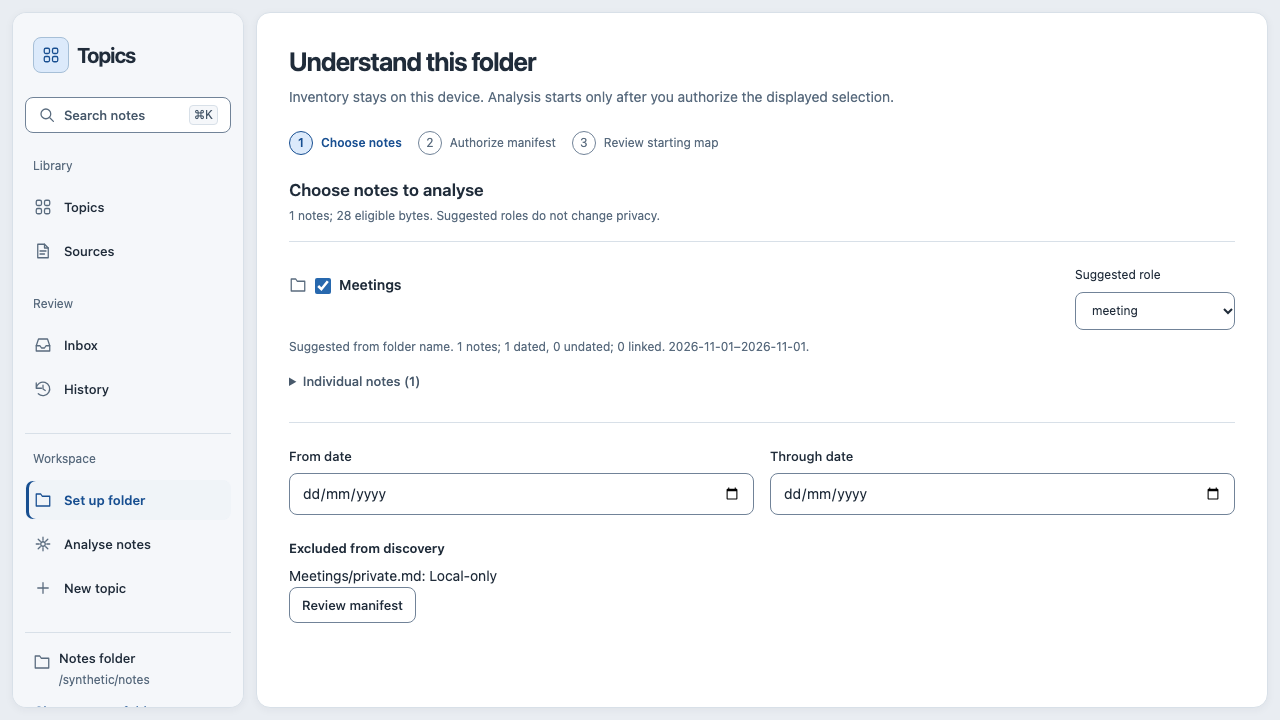 Topics
Search notes ⌘K
Library
Topics
Sources
Review
Inbox
History
Workspace
Set up folder
Analyse notes
New topic
Notes folder
/synthetic/notes
Understand this folder
Inventory stays on this device. Analysis starts only after you authorize the displayed selection.
1 Choose notes 2 Authorize manifest 3 Review starting map
Choose notes to analyse
1 notes; 28 eligible bytes. Suggested roles do not change privacy.
Meetings
Suggested role
meeting
Suggested from folder name. 1 notes; 1 dated, 0 undated; 0 linked. 2026-11-01–2026-11-01.
Individual notes (1)
From date
dd/mm/yyyy
Through date
dd/mm/yyyy
Excluded from discovery
Meetings/private.md: Local-only
Review manifest